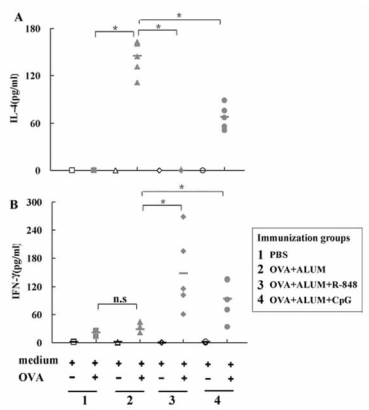 A
IL-4(pg/ml)
180
120
60
0
*
*
*
B
IFN-γ(pg/ml)
300
240
180
120
60
0
n.s
*
*
medium + + + + + + + +
OVA - + - + - + - +
1 2 3 4
Immunization groups
1 PBS
2 OVA+ALUM
3 OVA+ALUM+R-848
4 OVA+ALUM+CpG